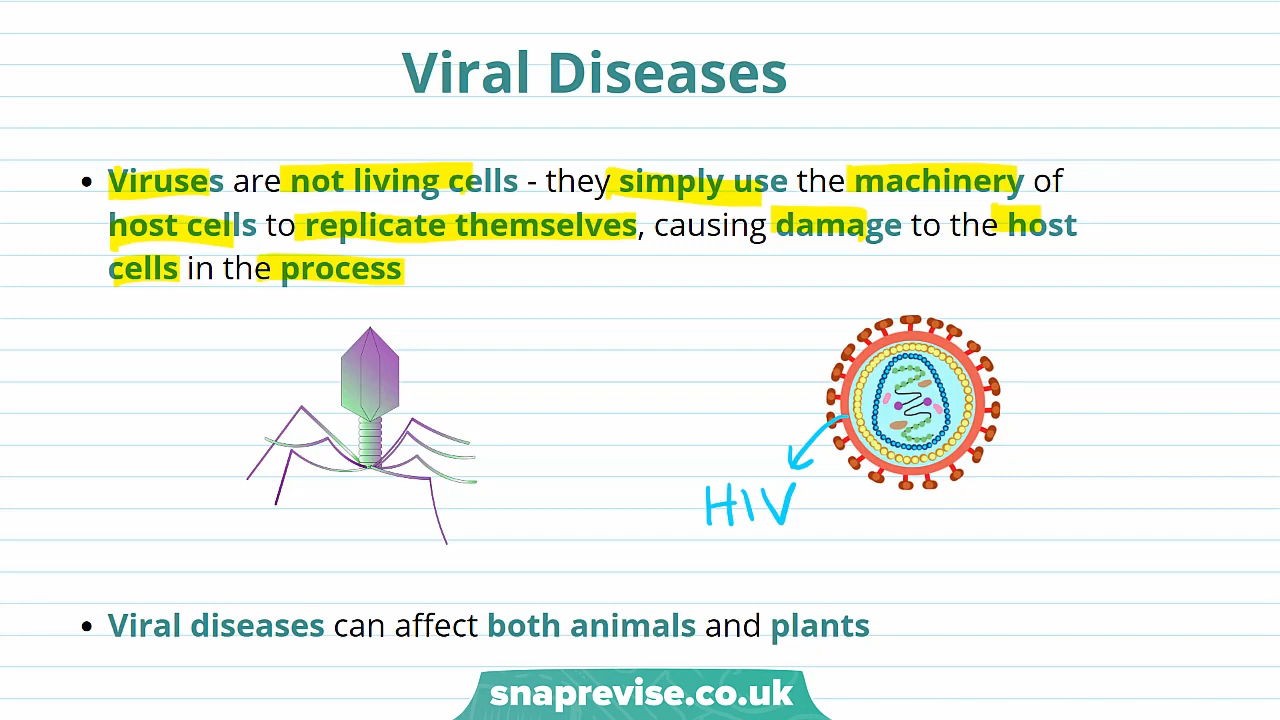 Viral Diseases
• Viruses are not living cells - they simply use the machinery of
host cells to replicate themselves, causing damage to the host
cells in the process
HIV
• Viral diseases can affect both animals and plants
snaprevise.co.uk